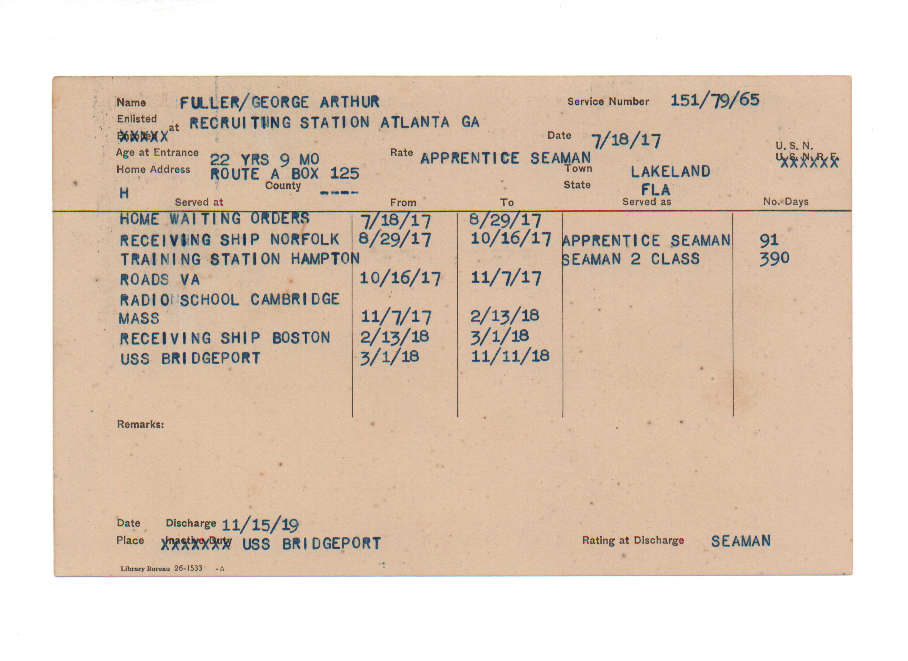 Name FULLER/GEORGE ARTHUR Service Number 151/79/65
Enlisted at RECRUITING STATION ATLANTA GA
XXXXXX Date 7/18/17
Age at Entrance 22 YRS 9 MO Rate APPRENTICE SEAMAN U. S. N.
U. S. N. R. F. XXXXXX
Home Address ROUTE A BOX 125 Town LAKELAND
H County ---- State FLA
Served at From To Served as No. Days
HOME WAITING ORDERS 7/18/17 8/29/17
RECEIVING SHIP NORFOLK 8/29/17 10/16/17 APPRENTICE SEAMAN 91
TRAINING STATION HAMPTON SEAMAN 2 CLASS 390
ROADS VA 10/16/17 11/7/17
RADIO SCHOOL CAMBRIDGE
MASS 11/7/17 2/13/18
RECEIVING SHIP BOSTON 2/13/18 3/1/18
USS BRIDGEPORT 3/1/18 11/11/18
Remarks:
Date Discharge 11/15/19
Place Inactive Duty XXXXXXX USS BRIDGEPORT Rating at Discharge SEAMAN
Library Bureau 26-1533 -A